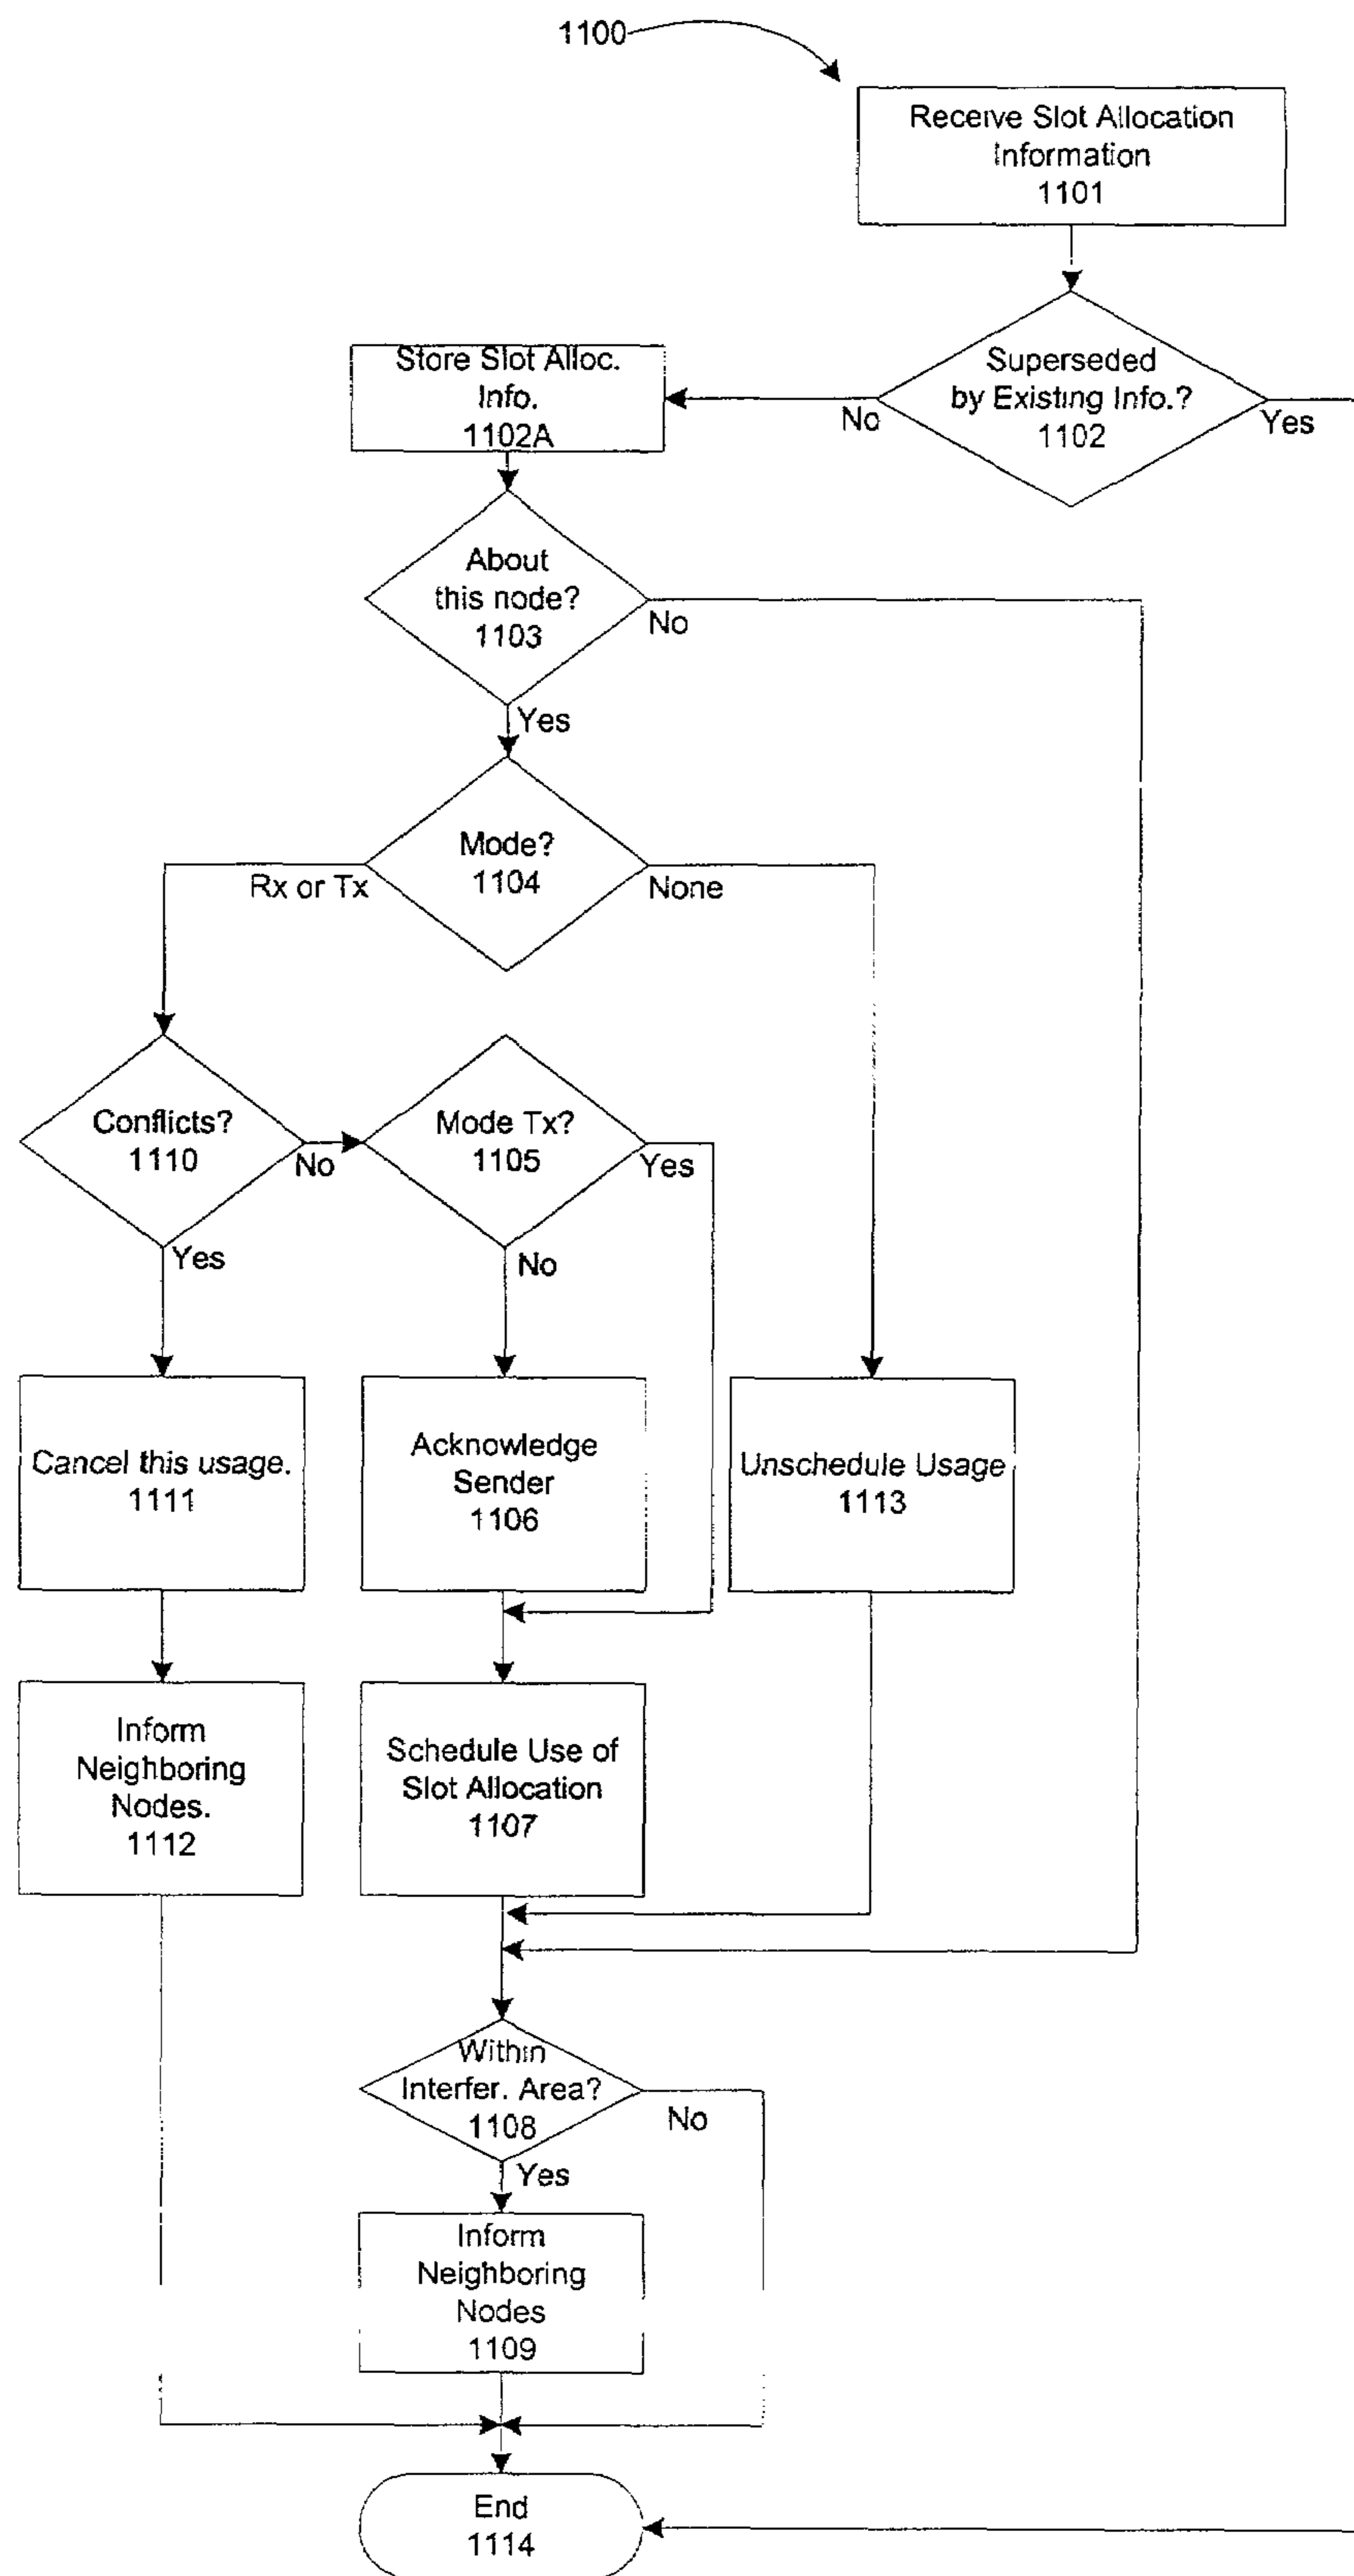 1100
Receive Slot Allocation
Information
1101
Superseded
by Existing Info.?
1102
No
Yes
Store Slot Alloc.
Info.
1102A
About
this node?
1103
No
Yes
Mode?
1104
Rx or Tx
None
Conflicts?
1110
No
Yes
Mode Tx?
1105
Yes
No
Cancel this usage.
1111
Acknowledge
Sender
1106
Unschedule Usage
1113
Inform
Neighboring
Nodes.
1112
Schedule Use of
Slot Allocation
1107
Within
Interfer. Area?
1108
No
Yes
Inform
Neighboring
Nodes
1109
End
1114